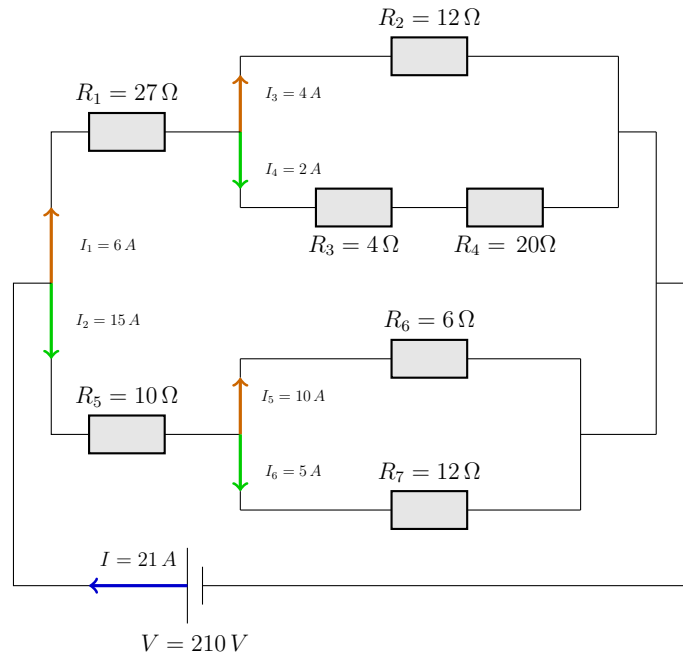 R₂ = 12 Ω
R₁ = 27 Ω
I₃ = 4 A
I₄ = 2 A
R₃ = 4 Ω
R₄ = 20Ω
I₁ = 6 A
I₂ = 15 A
R₆ = 6 Ω
R₅ = 10 Ω
I₅ = 10 A
I₆ = 5 A
R₇ = 12 Ω
I = 21 A
V = 210 V